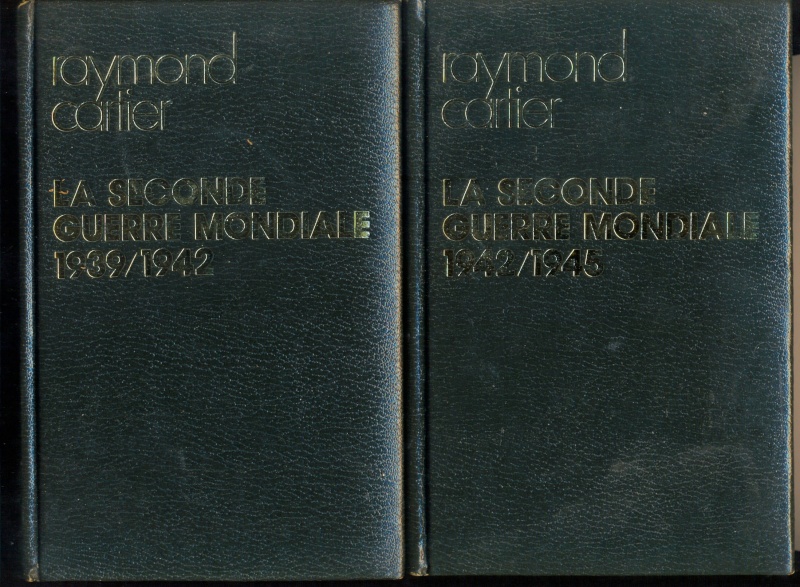 raymond
cartier
LA SECONDE
GUERRE MONDIALE
1939/1942
raymond
cartier
LA SECONDE
GUERRE MONDIALE
1942/1945